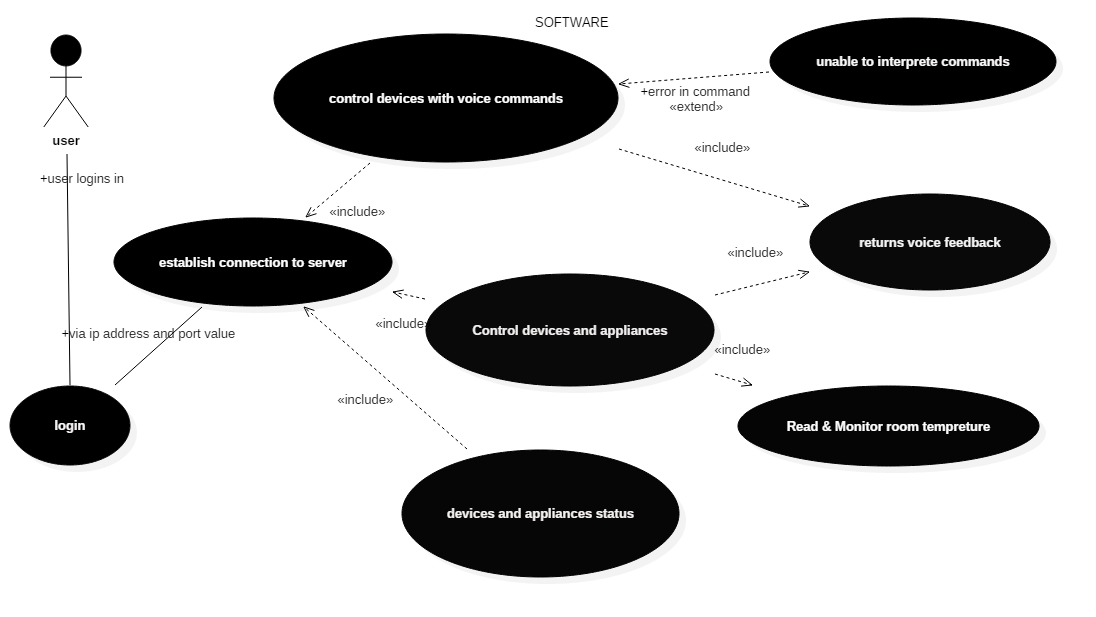 SOFTWARE
unable to interprete commands
control devices with voice commands
+error in command
«extend»
user
«include»
+user logins in
«include»
returns voice feedback
«include»
establish connection to server
«include»
Control devices and appliances
+via ip address and port value
«include»
«include»
login
Read & Monitor room tempreture
devices and appliances status